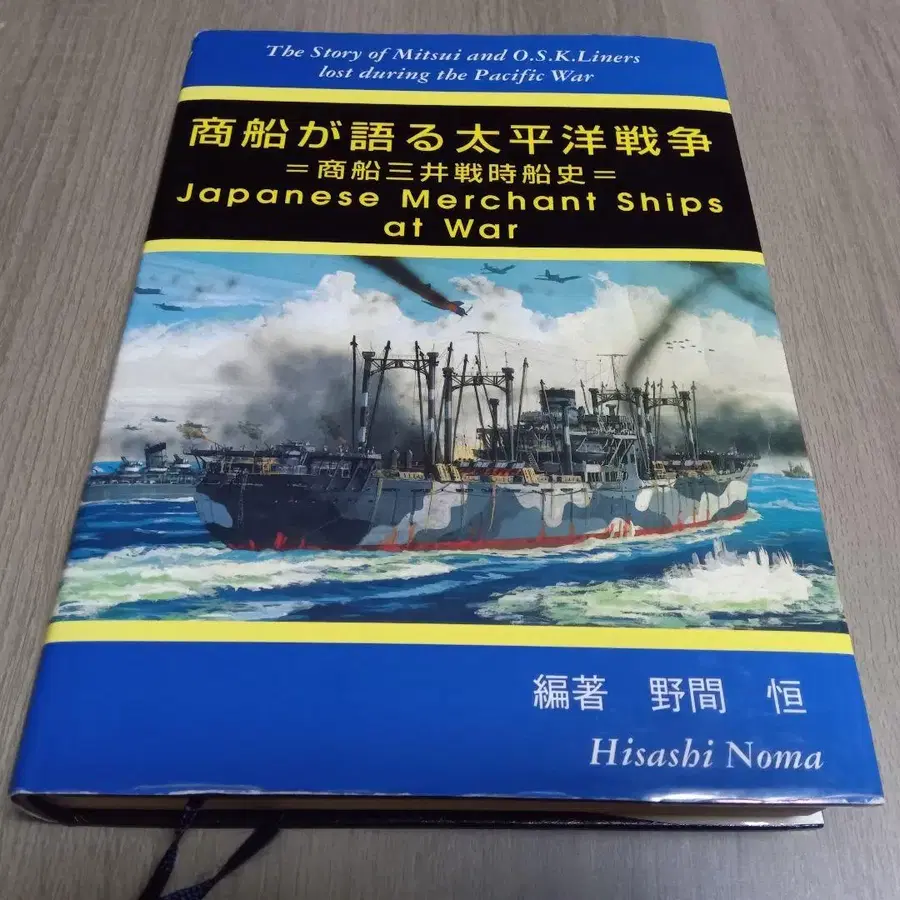 The Story of Mitsui and O.S.K.Liners
lost during the Pacific War
商船が語る太平洋戦争
＝商船三井戦時船史＝
Japanese Merchant Ships
at War
編著　野間　恒
Hisashi Noma